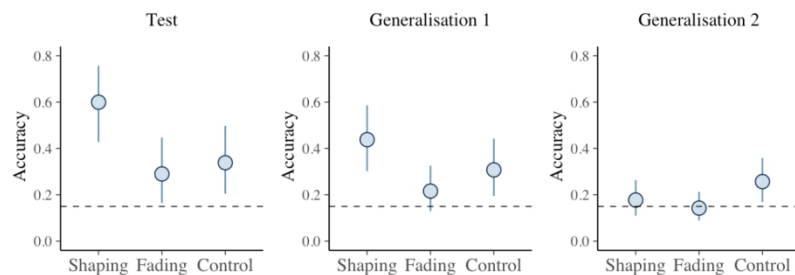 Test
Generalisation 1
Generalisation 2
Accuracy
0.8
0.6
0.4
0.2
0.0
Shaping Fading Control
Accuracy
0.8
0.6
0.4
0.2
0.0
Shaping Fading Control
Accuracy
0.8
0.6
0.4
0.2
0.0
Shaping Fading Control